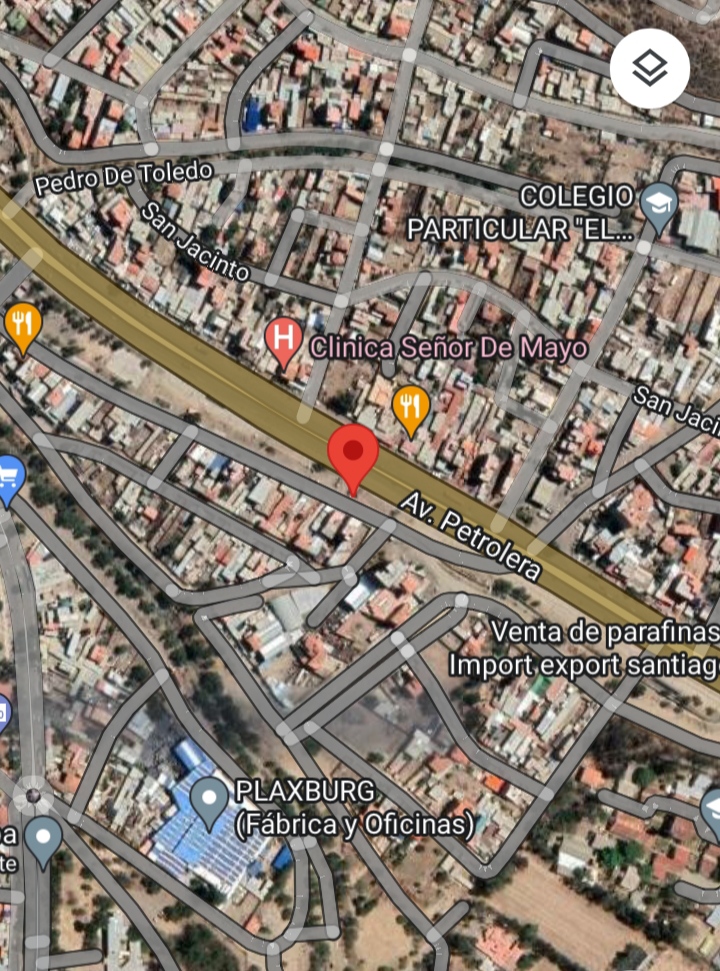 Pedro De Toledo
COLEGIO
PARTICULAR "EL...
San Jacinto
H
Clinica Señor De Mayo
San Jaci
Av. Petrolera
Venta de parafinas
Import export santiag
PLAXBURG
(Fábrica y Oficinas)
te